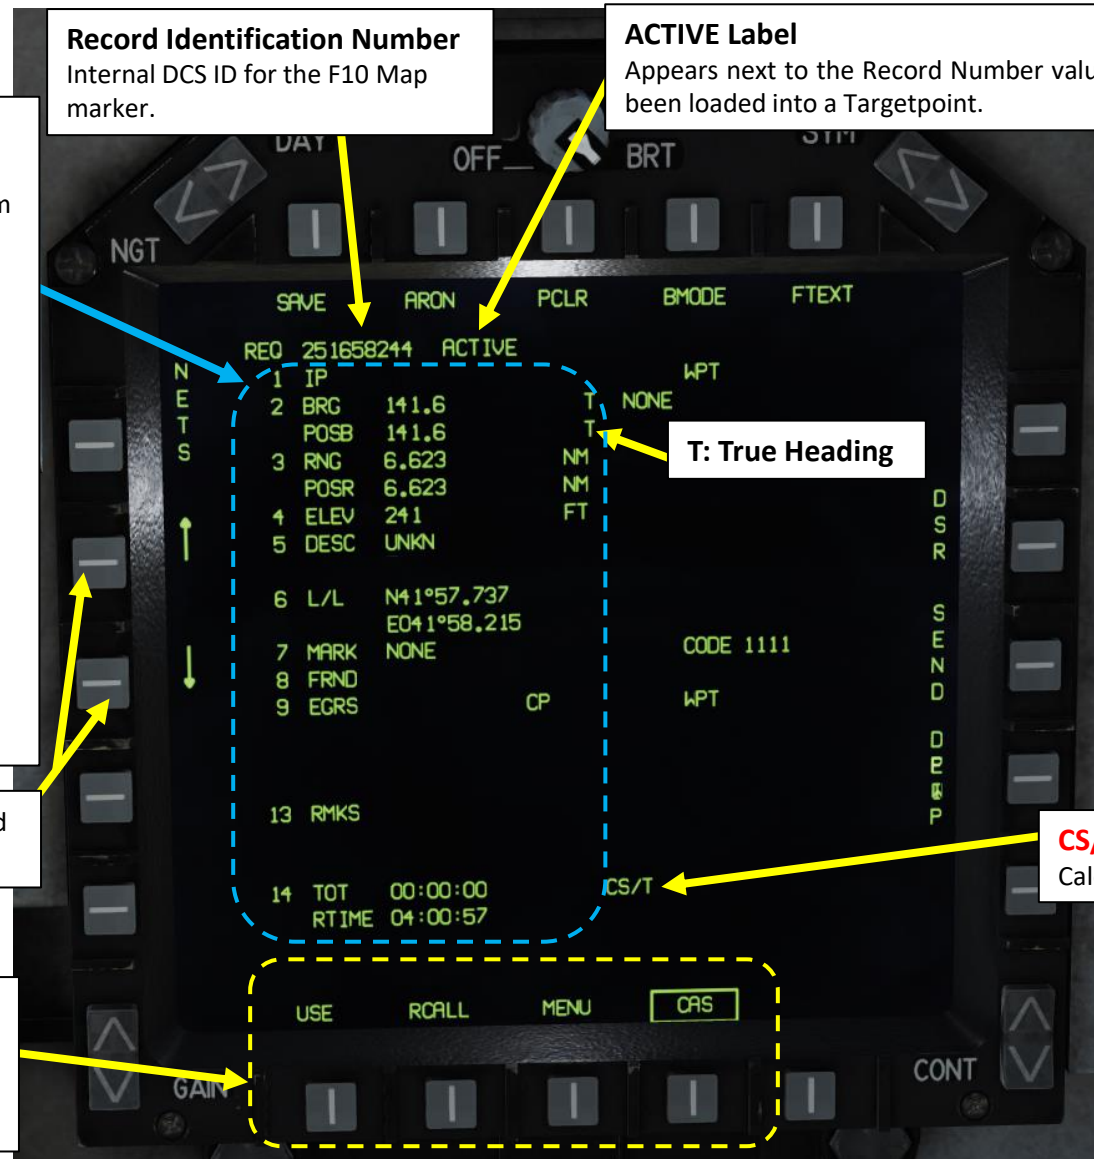 Record Identification Number
Internal DCS ID for the F10 Map
marker.
ACTIVE Label
Appears next to the Record Number
been loaded into a Targetpoint.
DAY
OFF
BRT
SYM
NGT
SAVE ARON PCLR BMODE FTEXT
REQ 251658244 ACTIVE
NETS
1 IP WPT
2 BRG 141.6 T NONE
POSB 141.6 T
T: True Heading
3 RNG 6.623 NM
POSR 6.623 NM
4 ELEV 241 FT
5 DESC UNKN
DSR
6 L/L N41°57.737
E041°58.215
SEND
7 MARK NONE CODE 1111
8 FRND
9 EGRS CP WPT
13 RMKS
CS/
14 TOT 00:00:00 CS/T
RTIME 04:00:57
USE RCALL MENU CAS
GAIN
CONT